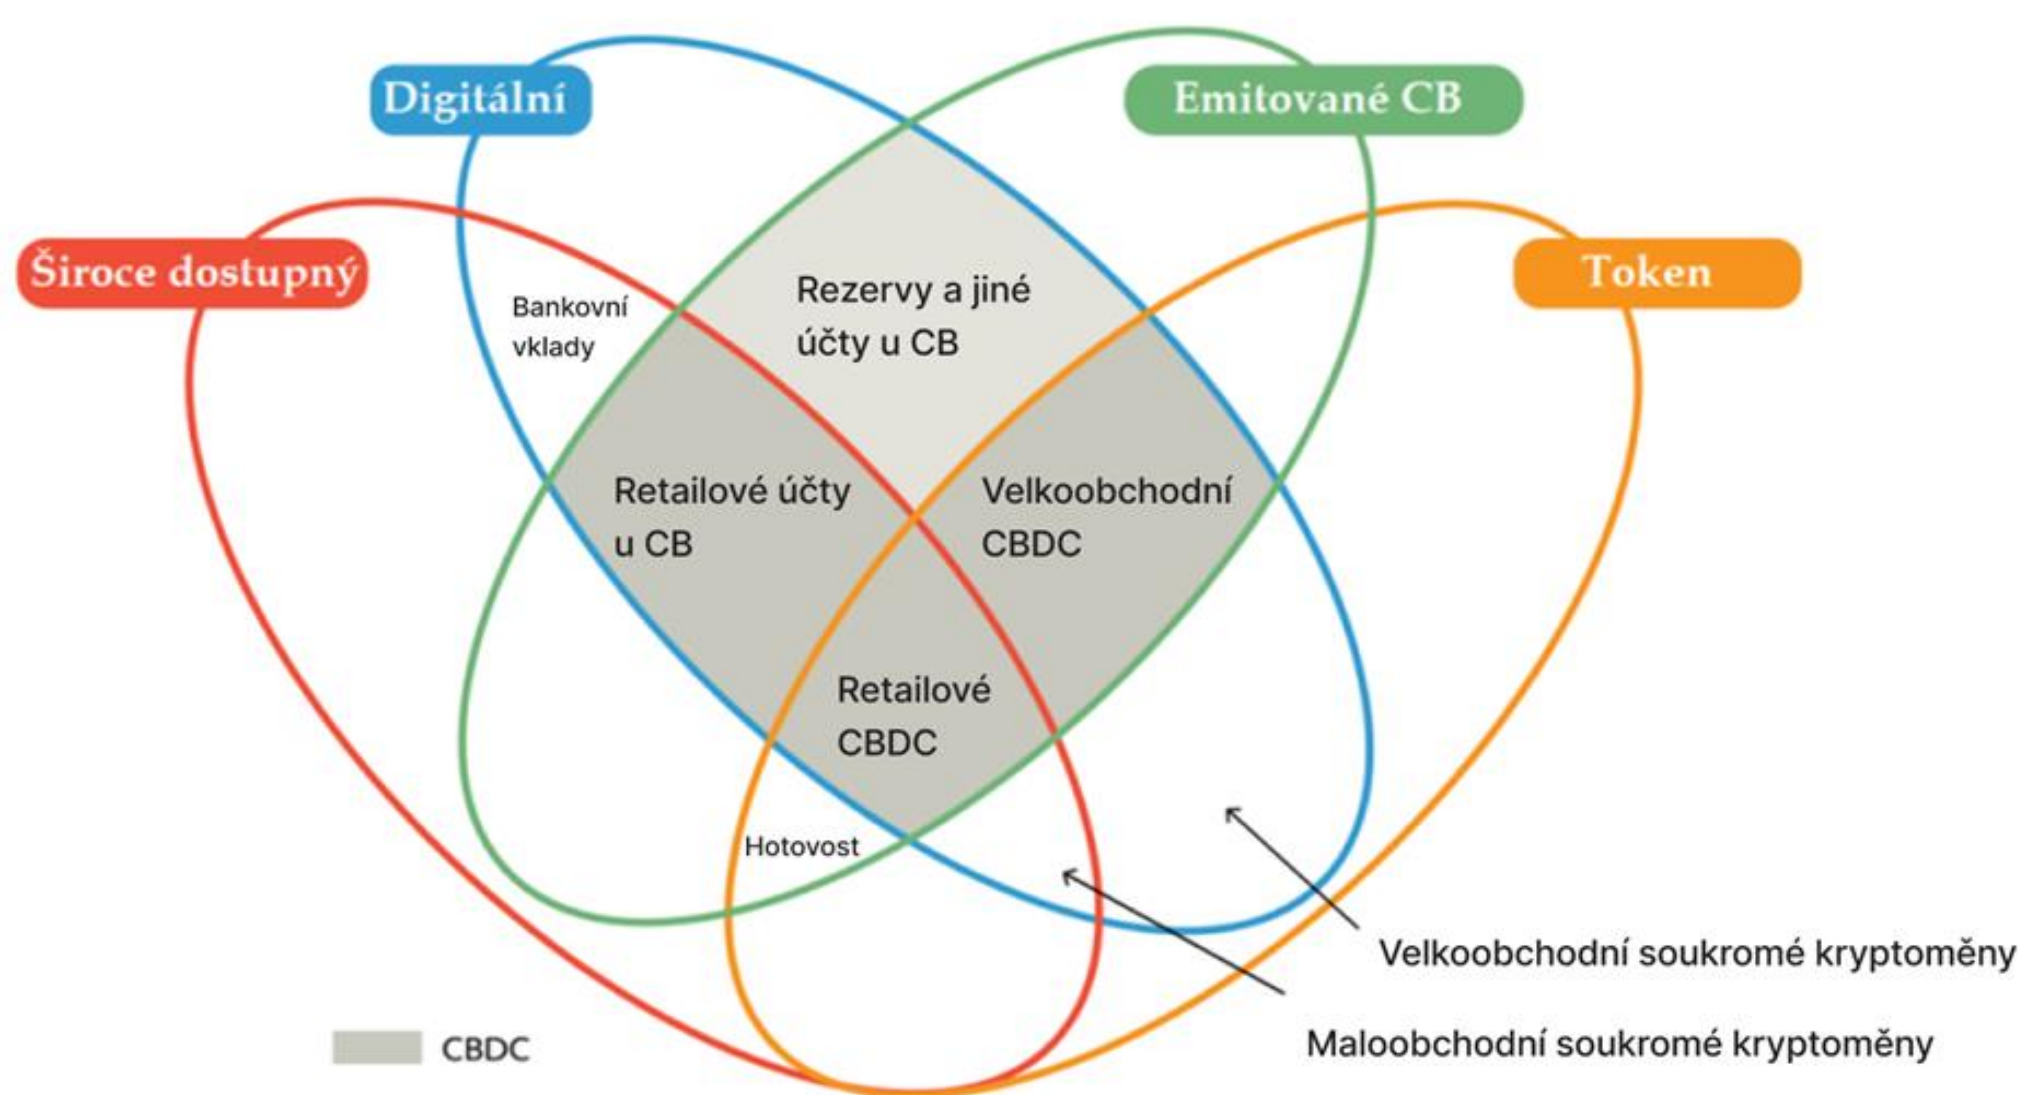 Digitální
Emitované CB
Široce dostupný
Token
Bankovní
vklady
Rezervy a jiné
účty u CB
Retailové účty
u CB
Velkoobchodní
CBDC
Retailové
CBDC
Hotovost
Velkoobchodní soukromé kryptoměny
Maloobchodní soukromé kryptoměny
CBDC